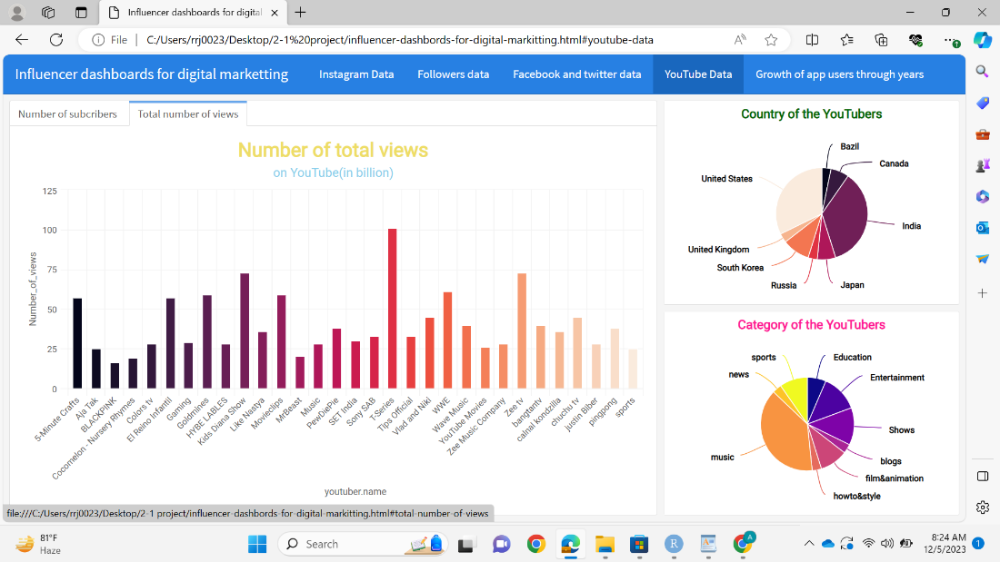 Influencer dashboards for digital
File
C:/Users/rrj0023/Desktop/2-1%20project/influencer-dashbords-for-digital-markitting.html#youtube-data
Influencer dashboards for digital marketting
Instagram Data
Followers data
Facebook and twitter data
YouTube Data
Growth of app users through years
Number of subcribers
Total number of views
Number of total views
on YouTube(in billion)
Number_of_views
125
100
75
50
25
0
5-Minute Crafts
Aja Tak
BLACKPINK
Cocomelon - Nursery Rhymes
Colors tv
El Reino Infantil
Gaming
Goldmines
HYBE LABLES
Kids Diana Show
Like Nastya
Movieclips
MrBeast
Music
PewDiePie
SET India
Sony SAB
T-Series
Tips Official
Vlad and Niki
WWE
Wave Music
YouTube Movies
Zee Music Company
Zee tv
bangtantv
calnal kondzilla
chuchu tv
justin Biber
pingpong
sports
youtuber.name
Country of the YouTubers
Bazil
Canada
United States
India
United Kingdom
South Korea
Russia
Japan
Category of the YouTubers
sports
Education
news
Entertainment
Shows
music
blogs
film&animation
howto&style
file:///C:/Users/rrj0023/Desktop/2-1 project/influencer-dashbords-for-digital-markitting.html#total-number-of-views
81°F
Haze
Search
8:24 AM
12/5/2023
1